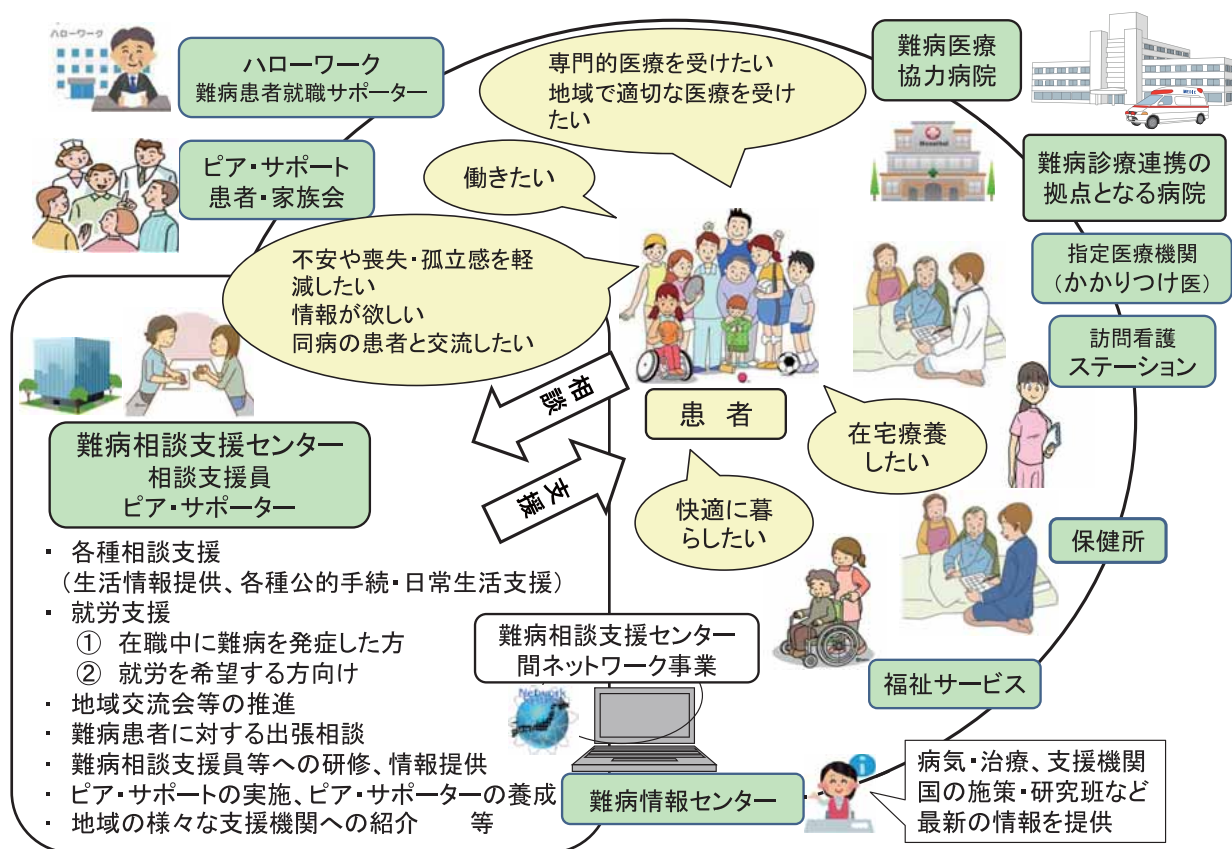 ハローワーク
ハローワーク
難病患者就職サポーター
ピア・サポート
患者・家族会
専門的医療を受けたい
地域で適切な医療を受け
たい
働きたい
不安や喪失・孤立感を軽
減したい
情報が欲しい
同病の患者と交流したい
難病医療
協力病院
難病診療連携の
拠点となる病院
指定医療機関
（かかりつけ医）
訪問看護
ステーション
相談
支援
患 者
在宅療養
したい
快適に暮
らしたい
保健所
福祉サービス
難病相談支援センター
相談支援員
ピア・サポーター
・ 各種相談支援
（生活情報提供、各種公的手続・日常生活支援）
・ 就労支援
① 在職中に難病を発症した方
② 就労を希望する方向け
・ 地域交流会等の推進
・ 難病患者に対する出張相談
・ 難病相談支援員等への研修、情報提供
・ ピア・サポートの実施、ピア・サポーターの養成
・ 地域の様々な支援機関への紹介　　等
難病相談支援センター
間ネットワーク事業
Network
難病情報センター
病気・治療、支援機関
国の施策・研究班など
最新の情報を提供